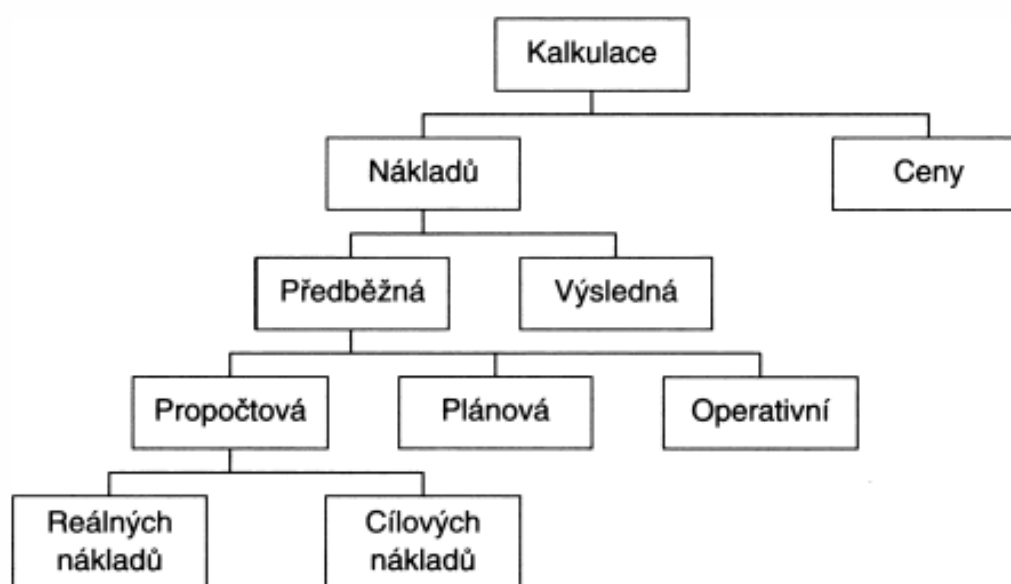 Kalkulace
Nákladů
Ceny
Předběžná
Výsledná
Propočtová
Plánová
Operativní
Reálných
nákladů
Cílových
nákladů